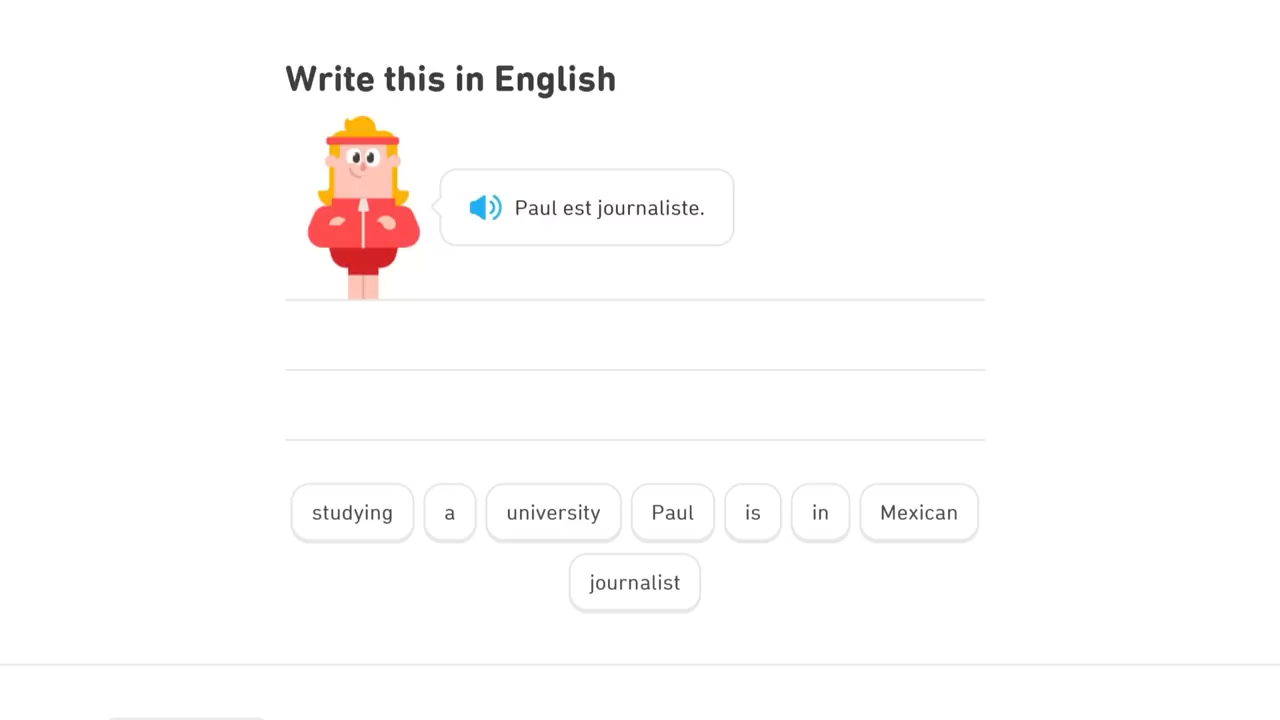 Write this in English
Paul est journaliste.
studying a university Paul is in Mexican
journalist